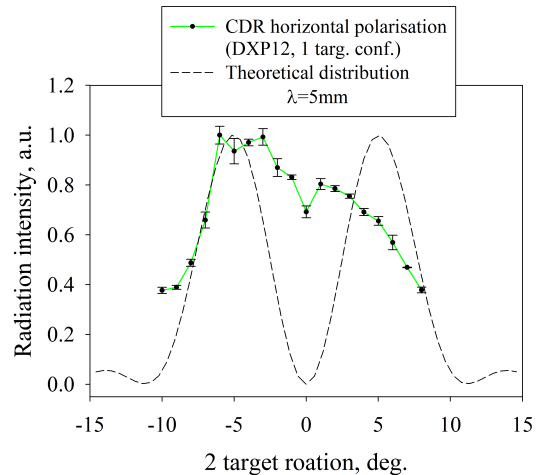 CDR horizontal polarisation
(DXP12, 1 targ. conf.)
Theoretical distribution
λ=5mm
1.2
1.0
0.8
0.6
0.4
0.2
0.0
Radiation intensity, a.u.
-15 -10 -5 0 5 10 15
2 target roation, deg.